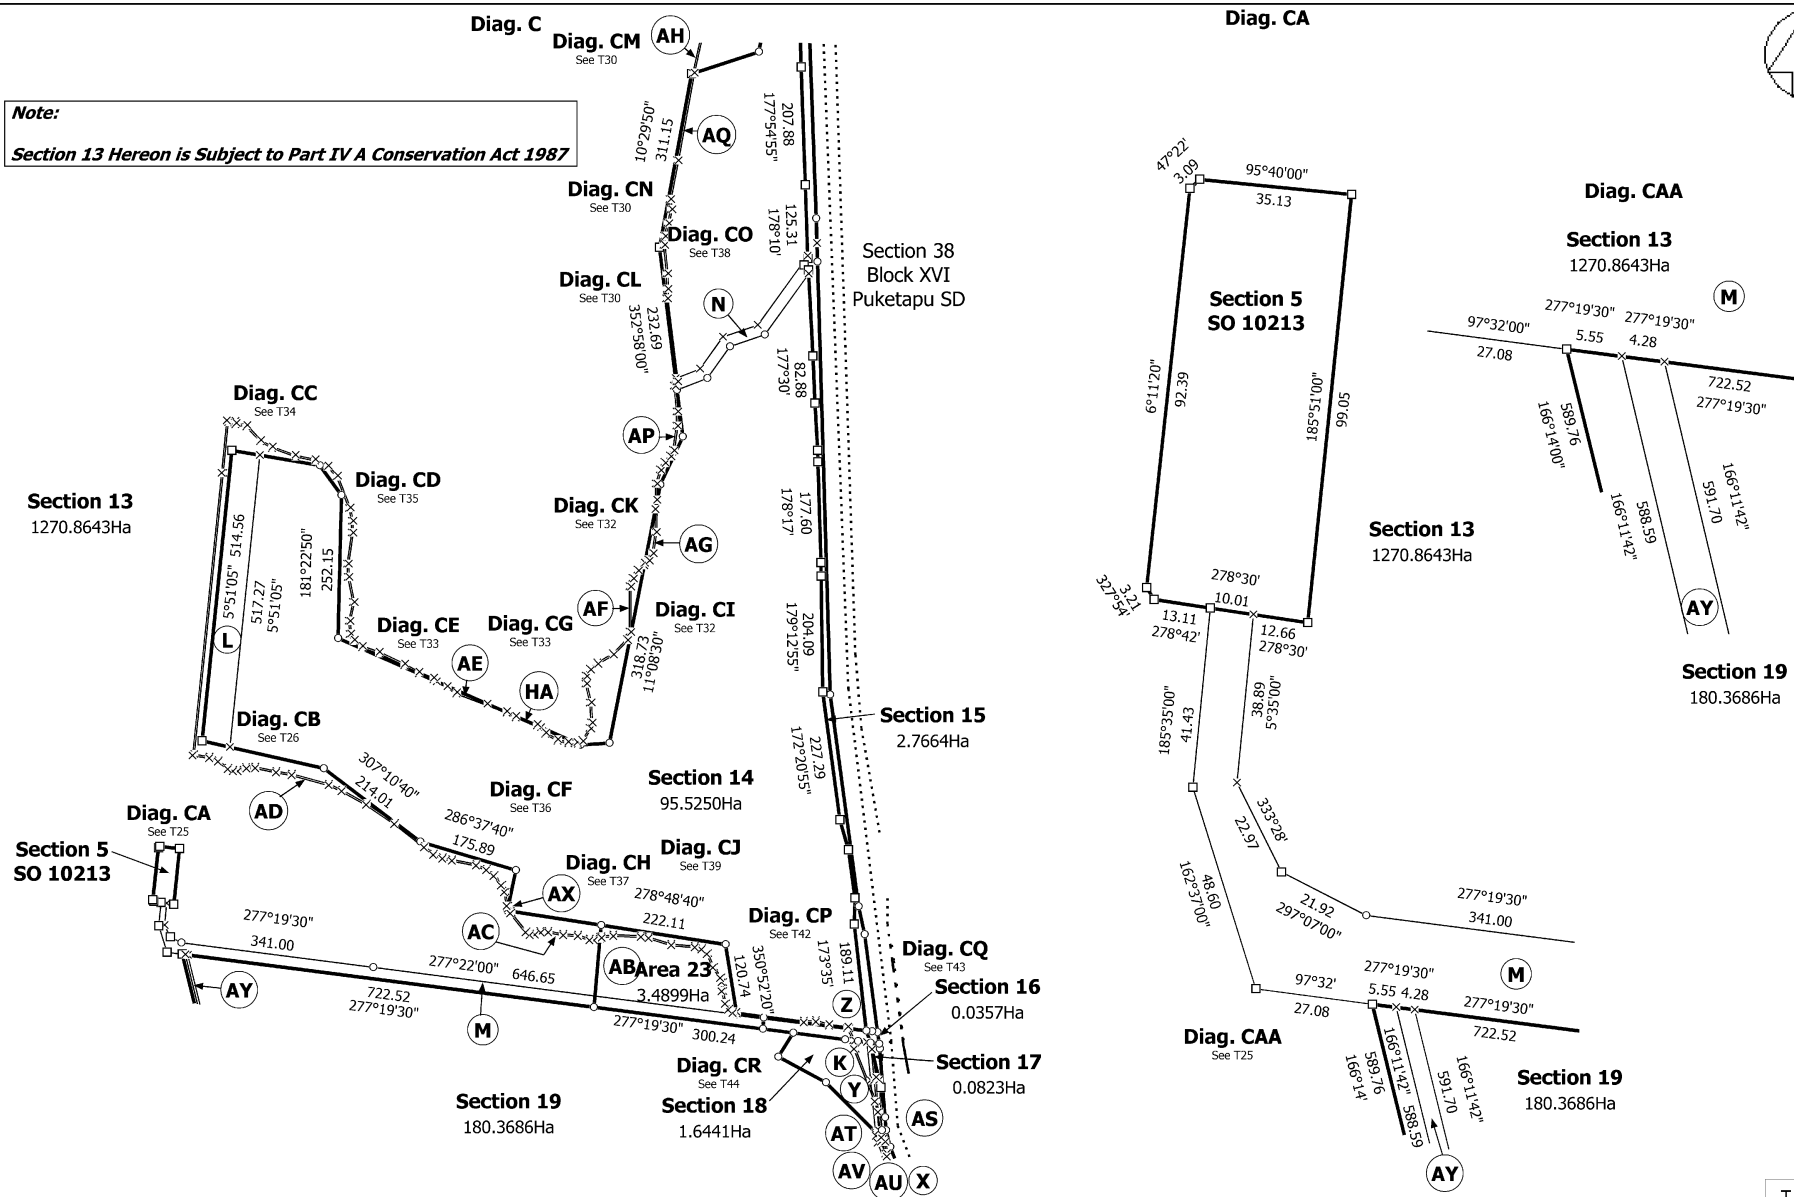 Diag. C
Diag. CM
See T30
AH
Note:
Section 13 Hereon is Subject to Part IV A Conservation Act 1987
10°29'50"
311.15
AQ
207.88
177°54'55"
Diag. CN
See T30
Diag. CO
See T38
125.31
178°10'
Section 38
Block XVI
Puketapu SD
Diag. CL
See T30
N
232.69
352°58'00"
82.88
177°30'
Diag. CC
See T34
AP
Diag. CD
See T35
Section 13
1270.8643Ha
Diag. CK
See T32
177.60
178°17'
AG
5°51'05" 514.56
517.27
5°51'05"
181°22'50"
252.15
AF
Diag. CI
See T32
L
Diag. CE
See T33
Diag. CG
See T33
204.09
179°12'55"
318.73
11°08'30"
AE
HA
Diag. CB
See T26
Section 15
2.7664Ha
227.29
172°20'55"
307°10'40"
214.01
AD
Diag. CF
See T36
Section 14
95.5250Ha
Diag. CA
See T25
286°37'40"
175.89
Section 5
SO 10213
Diag. CH
See T37
Diag. CJ
See T39
AX
278°48'40"
222.11
277°19'30"
341.00
AC
Diag. CP
See T42
189.11
173°35'
Diag. CQ
See T43
277°22'00"
646.65
AB
Area 23
3.4899Ha
120.74
350°52'20"
AY
722.52
277°19'30"
M
Z
Section 16
0.0357Ha
277°19'30"
300.24
K
Section 17
0.0823Ha
Diag. CR
See T44
Y
Section 19
180.3686Ha
Section 18
1.6441Ha
AS
AT
AV
AU
X
Diag. CA
47°22'
3.09
95°40'00"
35.13
Section 5
SO 10213
6°11'20"
92.39
185°51'00"
99.05
Section 13
1270.8643Ha
3.21
327°54'
278°30'
10.01
13.11
278°42'
12.66
278°30'
185°35'00"
41.43
38.89
5°35'00"
333°28'
22.97
48.60
162°37'00"
21.92
297°07'00"
277°19'30"
341.00
97°32'
27.08
277°19'30"
5.55
4.28
M
277°19'30"
722.52
Diag. CAA
See T25
589.76
166°14'
166°11'42"
588.59
166°11'42"
591.70
Section 19
180.3686Ha
AY
Diag. CAA
Section 13
1270.8643Ha
M
97°32'00"
27.08
277°19'30"
277°19'30"
5.55
4.28
722.52
277°19'30"
589.76
166°14'00"
588.59
166°11'42"
166°11'42"
591.70
AY
Section 19
180.3686Ha